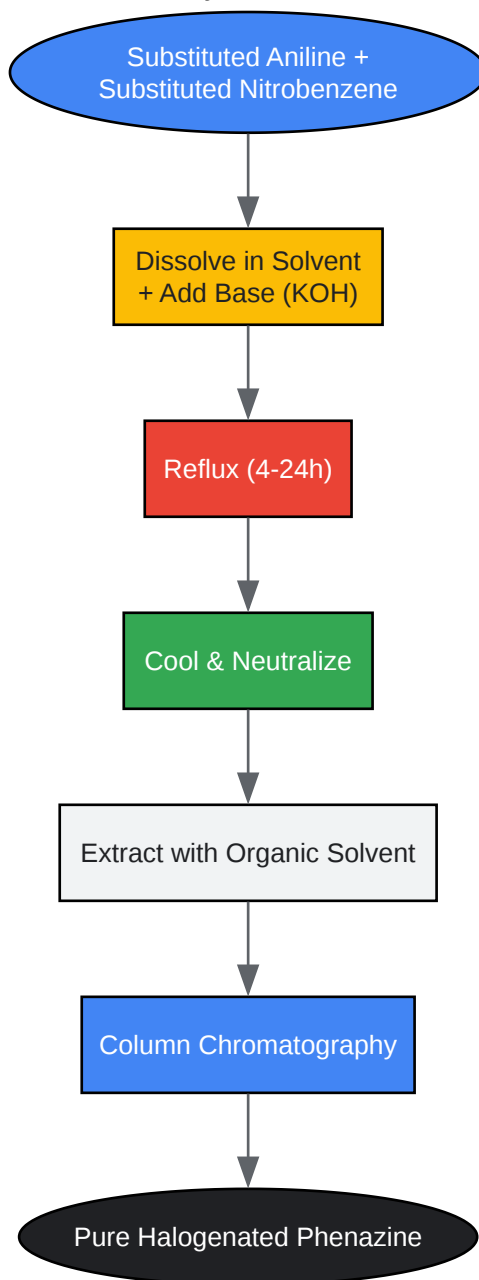 Substituted Aniline +
Substituted Nitrobenzene
Dissolve in Solvent
+ Add Base (KOH)
Reflux (4-24h)
Cool & Neutralize
Extract with Organic Solvent
Column Chromatography
Pure Halogenated Phenazine